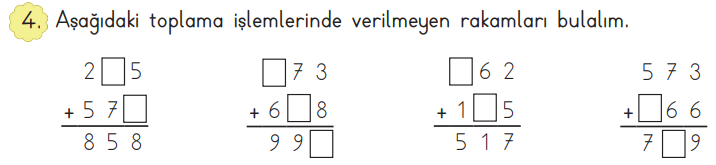 4. Aşağıdaki toplama işlemlerinde verilmeyen rakamları bulalım.
2 □ 5 □ 7 3 □ 6 2 5 7 3
+ 5 7 □ + 6 □ 8 + 1 □ 5 + □ 6 6
8 5 8 9 9 □ 5 1 7 7 □ 9